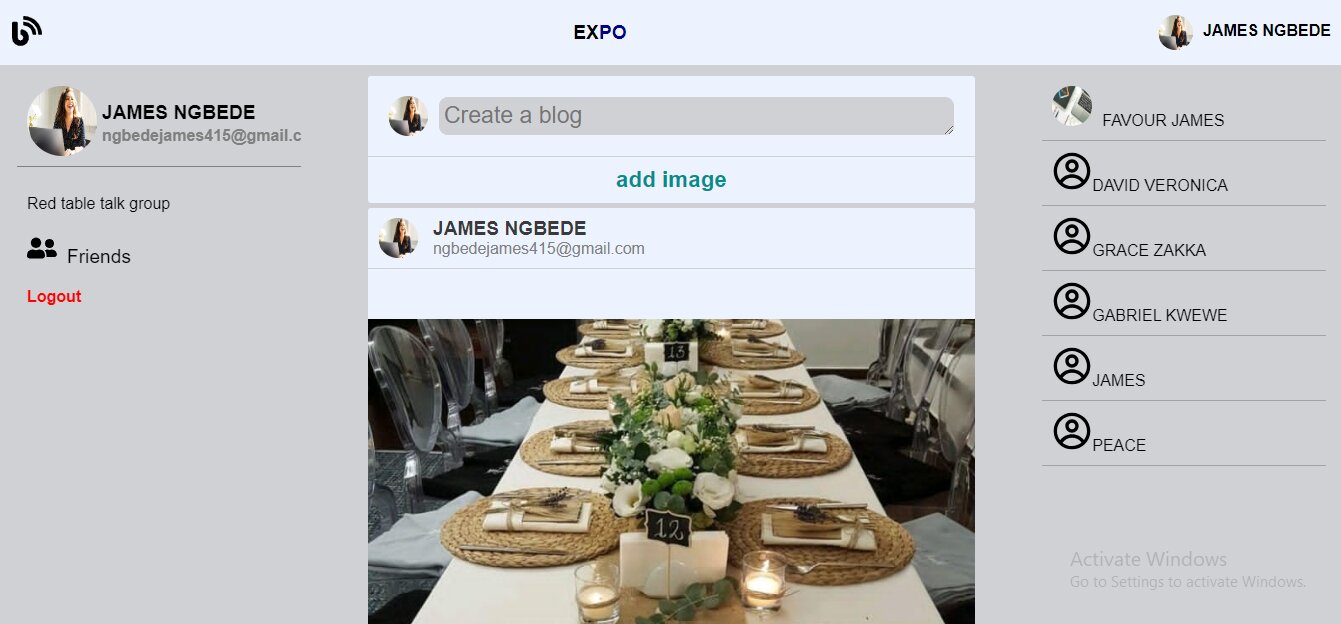 EXPO
JAMES NGBEDE
JAMES NGBEDE
ngbedejames415@gmail.c
Red table talk group
Friends
Logout
Create a blog
add image
JAMES NGBEDE
ngbedejames415@gmail.com
13
12
FAVOUR JAMES
DAVID VERONICA
GRACE ZAKKA
GABRIEL KWEWE
JAMES
PEACE
Activate Windows
Go to Settings to activate Windows.